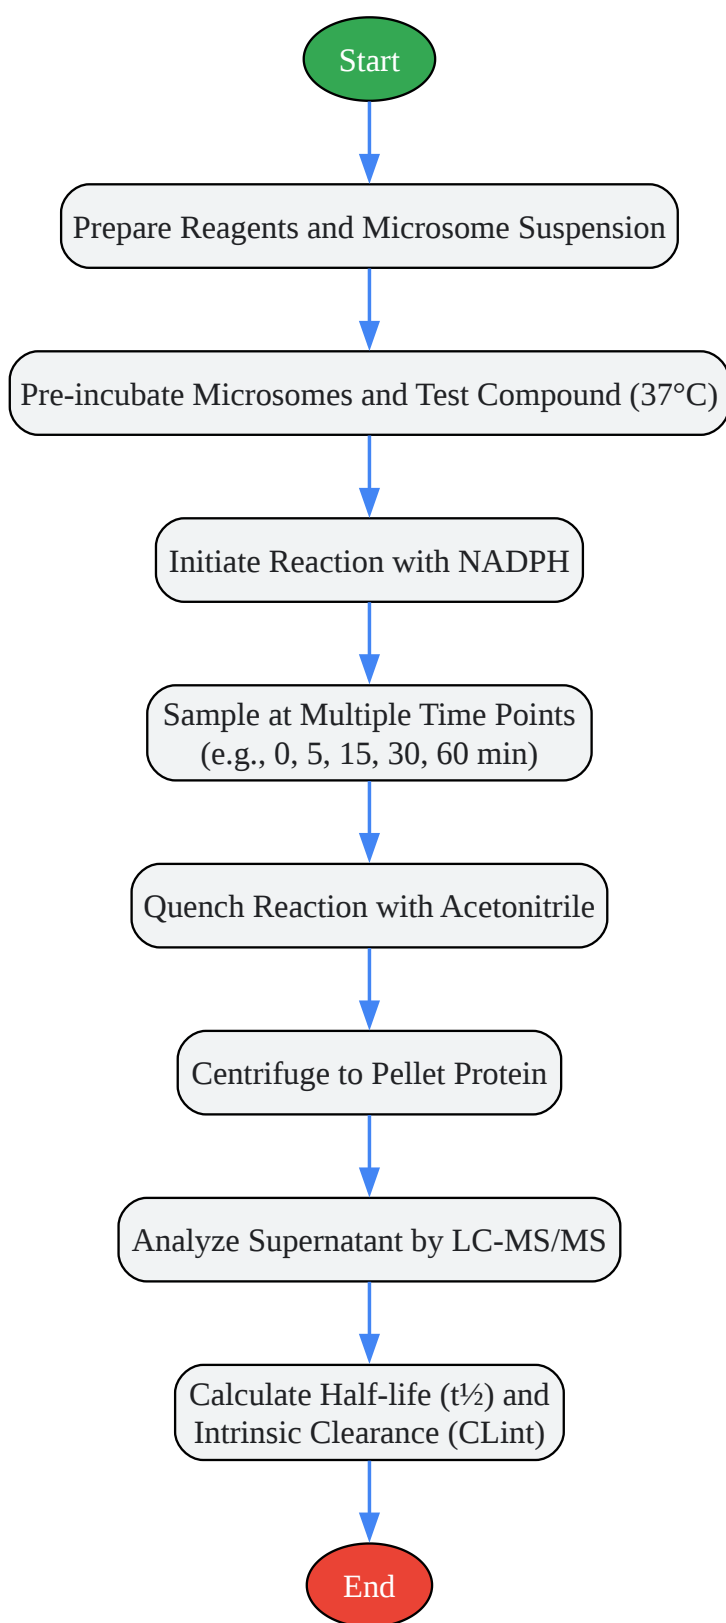 Start
Prepare Reagents and Microsome Suspension
Pre-incubate Microsomes and Test Compound (37°C)
Initiate Reaction with NADPH
Sample at Multiple Time Points
(e.g., 0, 5, 15, 30, 60 min)
Quench Reaction with Acetonitrile
Centrifuge to Pellet Protein
Analyze Supernatant by LC-MS/MS
Calculate Half-life (t½) and
Intrinsic Clearance (CLint)
End